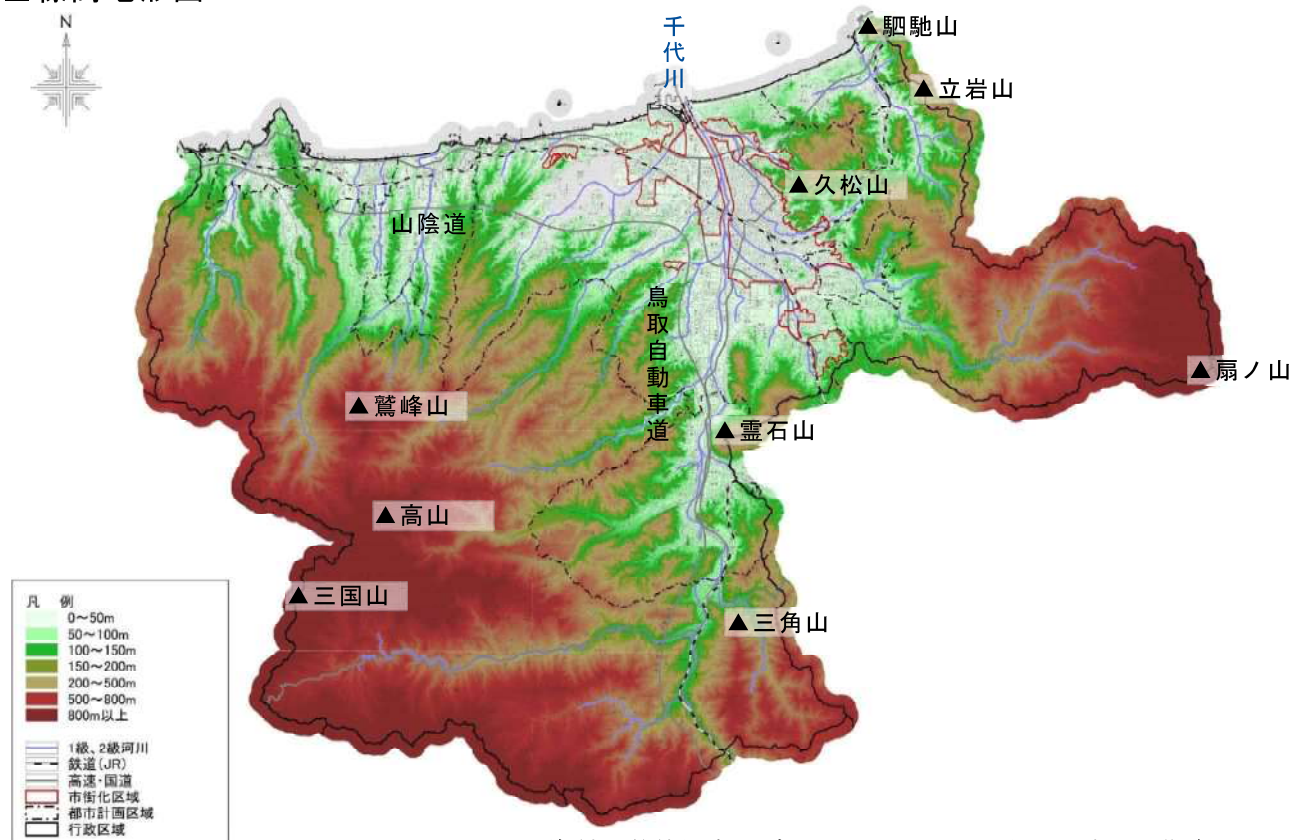 N
千代川
▲駟馳山
▲立岩山
▲久松山
山陰道
鳥取自動車道
▲扇ノ山
▲鷲峰山
▲霊石山
▲高山
▲三国山
▲三角山
凡 例
0～50m
50～100m
100～150m
150～200m
200～500m
500～800m
800m以上
1級、2級河川
鉄道(JR)
高速・国道
市街化区域
都市計画区域
行政区域